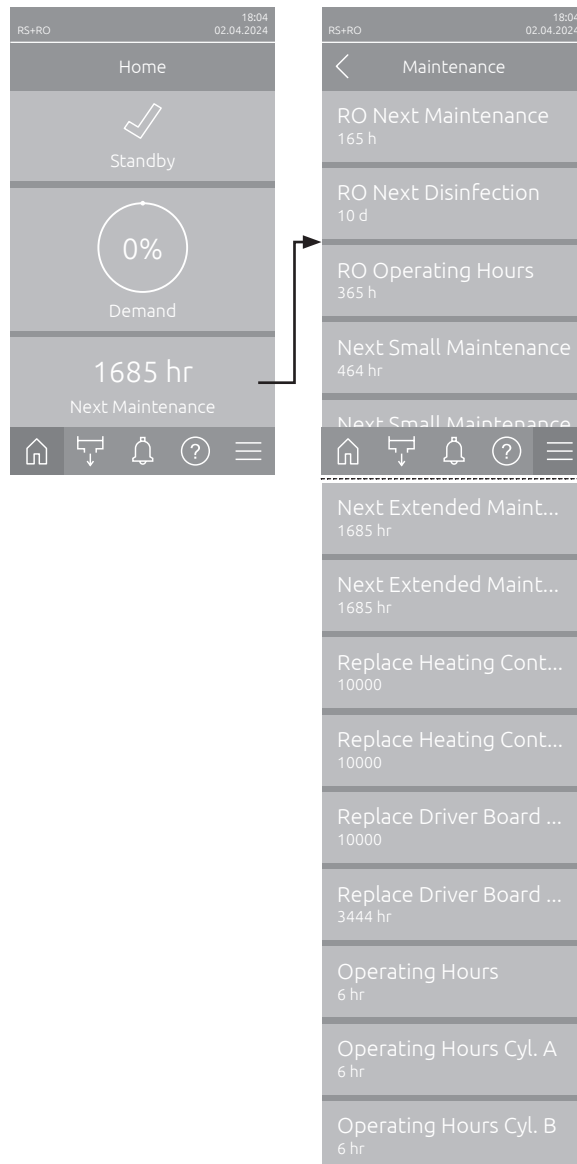 18:04
RS+RO 02.04.2024
Home
Standby
0%
Demand
1685 hr
Next Maintenance
18:04
RS+RO 02.04.2024
Maintenance
RO Next Maintenance
165 h
RO Next Disinfection
10 d
RO Operating Hours
365 h
Next Small Maintenance
464 hr
Next Small Maintenance
Next Extended Maint...
1685 hr
Next Extended Maint...
1685 hr
Replace Heating Cont...
10000
Replace Heating Cont...
10000
Replace Driver Board ...
10000
Replace Driver Board ...
3444 hr
Operating Hours
6 hr
Operating Hours Cyl. A
6 hr
Operating Hours Cyl. B
6 hr